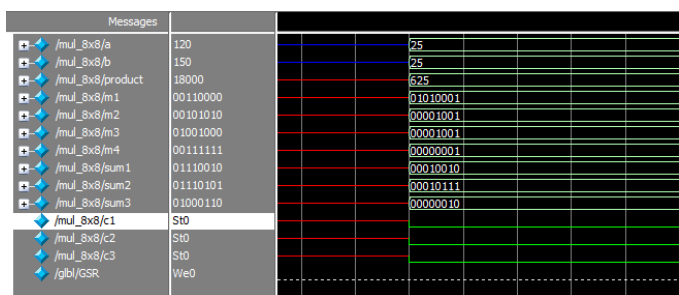 Messages
/mul_8x8/a 120 25
/mul_8x8/b 150 25
/mul_8x8/product 18000 625
/mul_8x8/m1 00110000 01010001
/mul_8x8/m2 00101010 00001001
/mul_8x8/m3 01001000 00001001
/mul_8x8/m4 00111111 00000001
/mul_8x8/sum1 01110010 00010010
/mul_8x8/sum2 01110101 00010111
/mul_8x8/sum3 01000110 00000010
/mul_8x8/c1 St0
/mul_8x8/c2 St0
/mul_8x8/c3 St0
/glbl/GSR We0